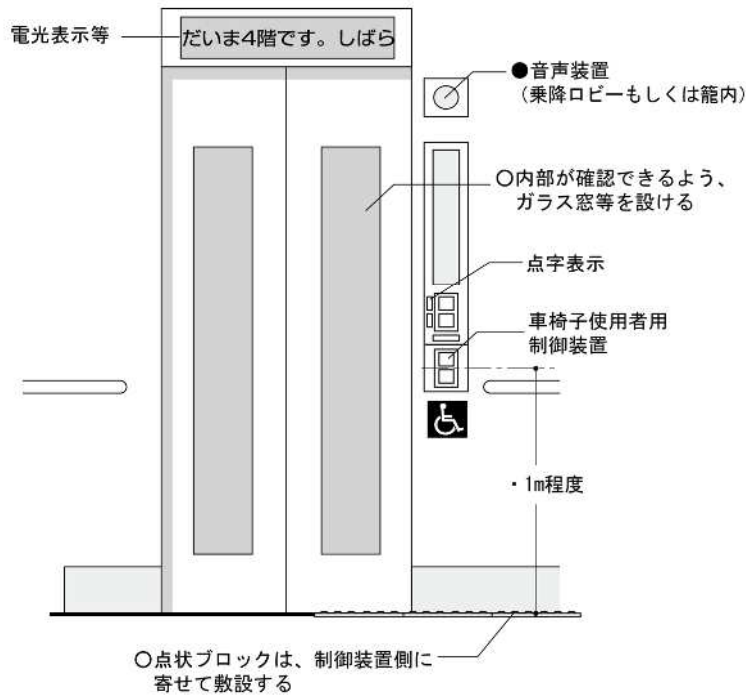 電光表示等
だいま4階です。しばら
●音声装置
(乗降ロビーもしくは籠内)
○内部が確認できるよう、
ガラス窓等を設ける
点字表示
車椅子使用者用
制御装置
・1m程度
○点状ブロックは、制御装置側に
寄せて敷設する